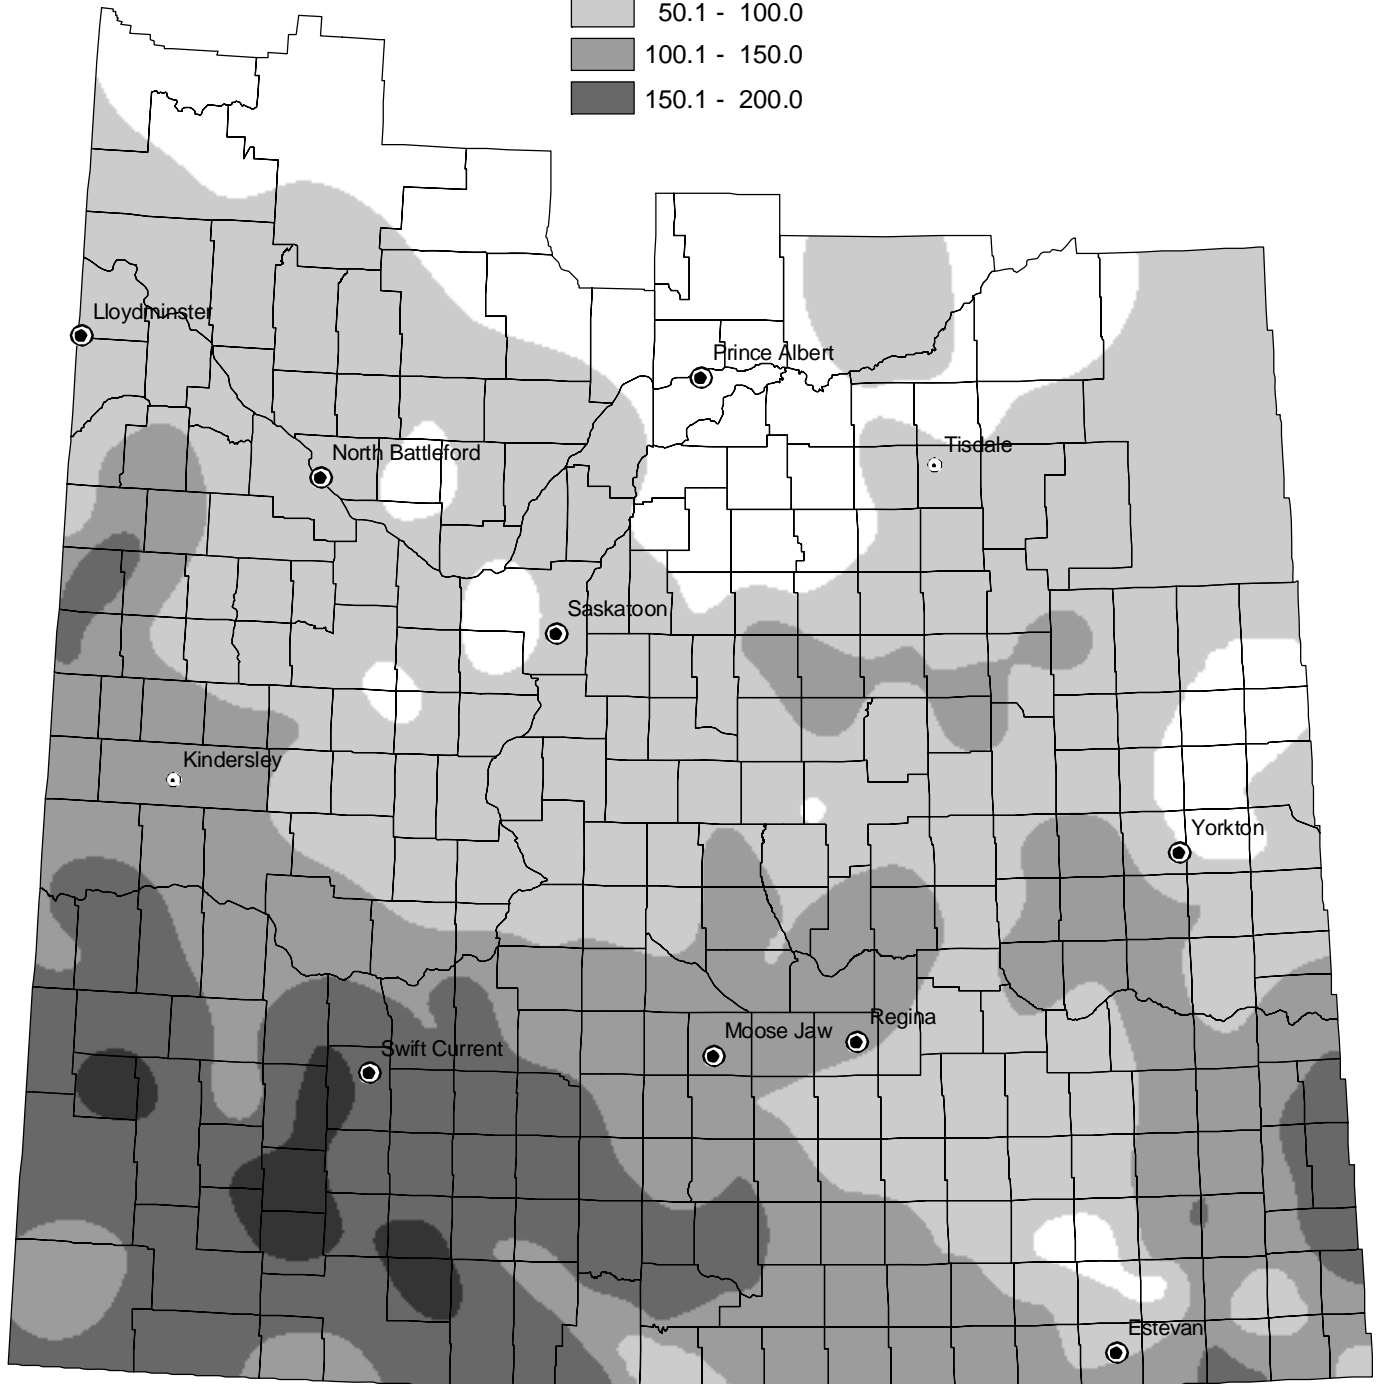 50.1 - 100.0
100.1 - 150.0
150.1 - 200.0
Lloydminster
Prince Albert
Tisdale
North Battleford
Saskatoon
Kindersley
Yorkton
Regina
Moose Jaw
Swift Current
Estevan